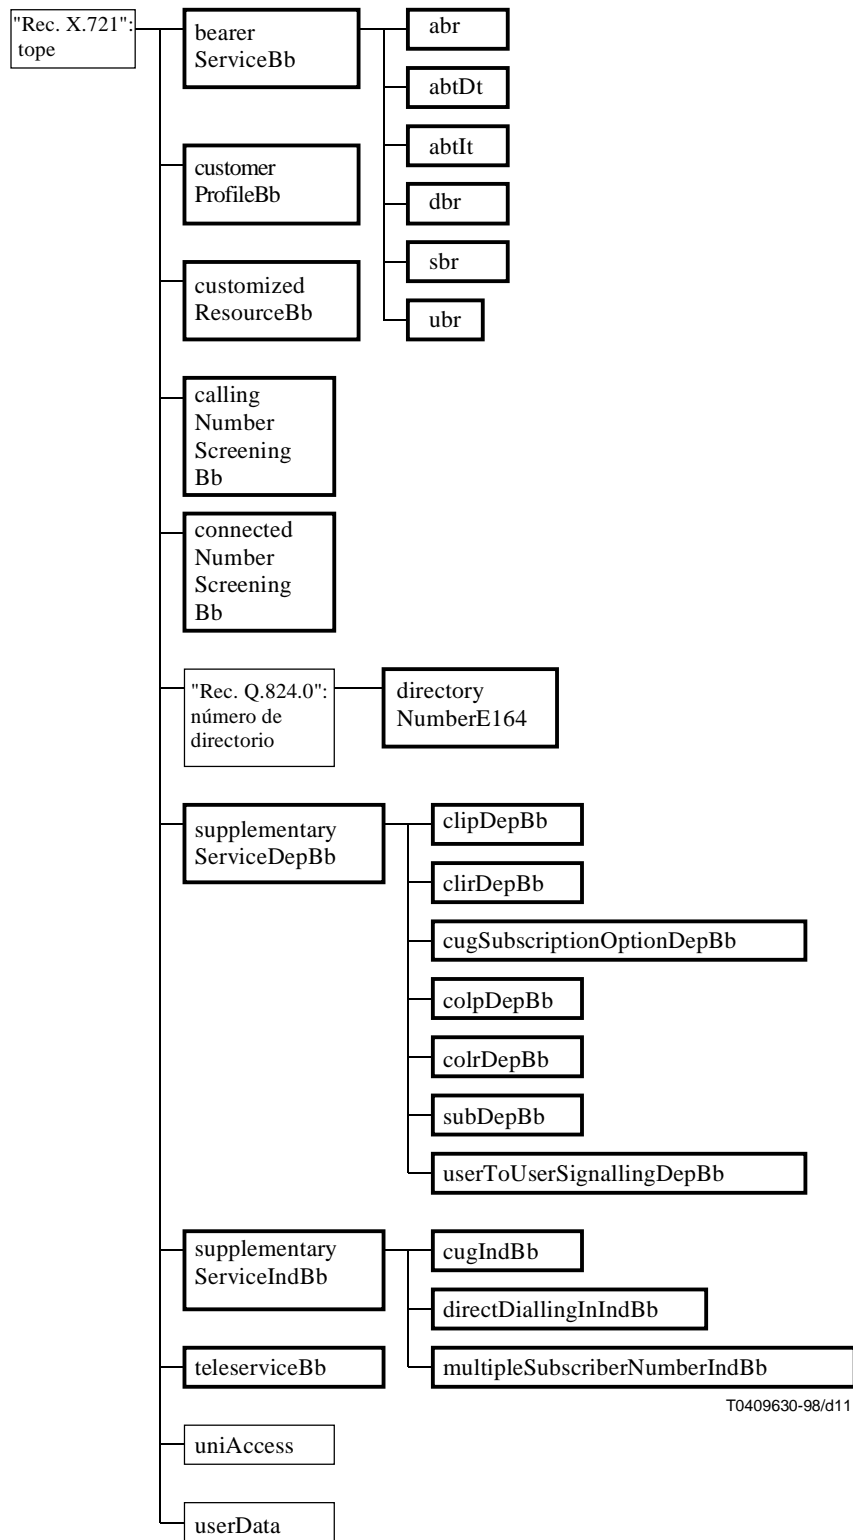 "Rec. X.721":
tope
bearer
ServiceBb
abr
abtDt
abtIt
dbr
sbr
ubr
customer
ProfileBb
customized
ResourceBb
calling
Number
Screening
Bb
connected
Number
Screening
Bb
"Rec. Q.824.0":
número de
directorio
directory
NumberE164
supplementary
ServiceDepBb
clipDepBb
clirDepBb
cugSubscriptionOptionDepBb
colpDepBb
colrDepBb
subDepBb
userToUserSignallingDepBb
supplementary
ServiceIndBb
cugIndBb
directDiallingInIndBb
multipleSubscriberNumberIndBb
teleserviceBb
T0409630-98/d11
uniAccess
userData